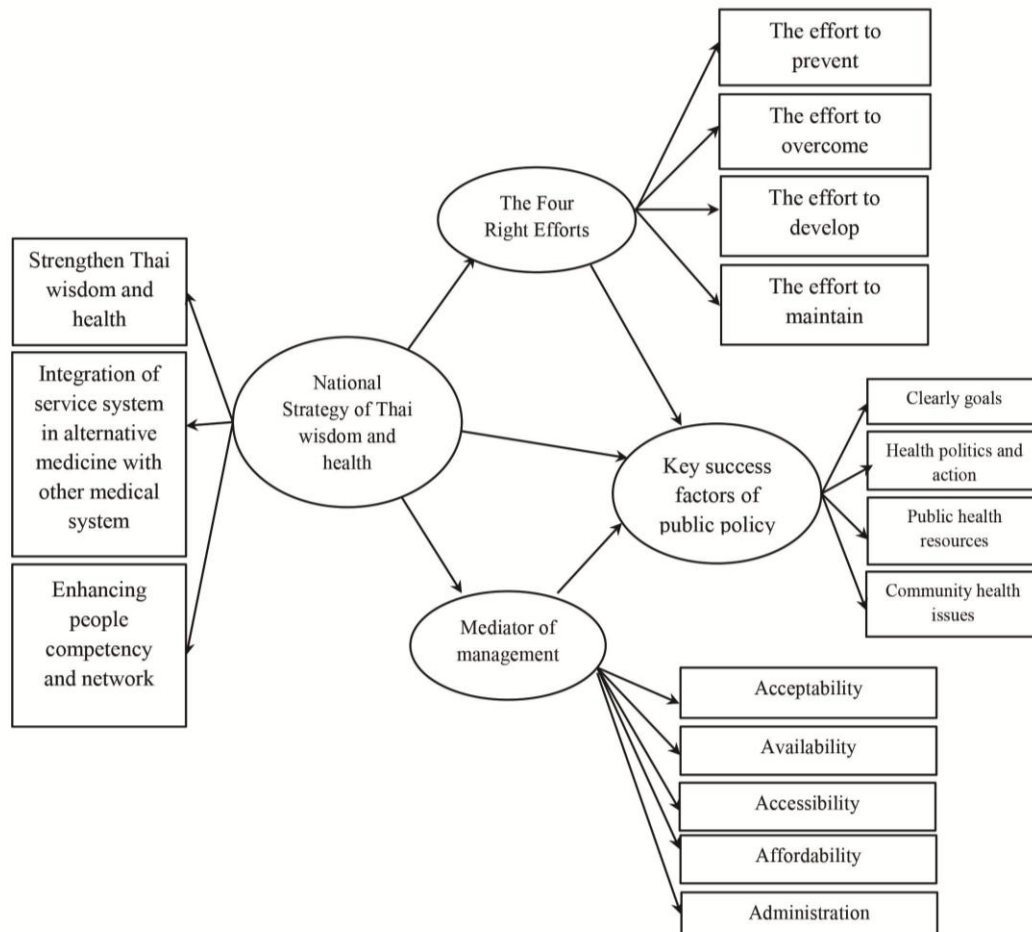 The effort to
prevent
The effort to
overcome
The Four
Right Efforts
The effort to
develop
The effort to
maintain
Strengthen Thai
wisdom and
health
Integration of
service system
in alternative
medicine with
other medical
system
Enhancing
people
competency
and network
National
Strategy of Thai
wisdom and
health
Key success
factors of
public policy
Clearly goals
Health politics and
action
Public health
resources
Community health
issues
Mediator of
management
Acceptability
Availability
Accessibility
Affordability
Administration